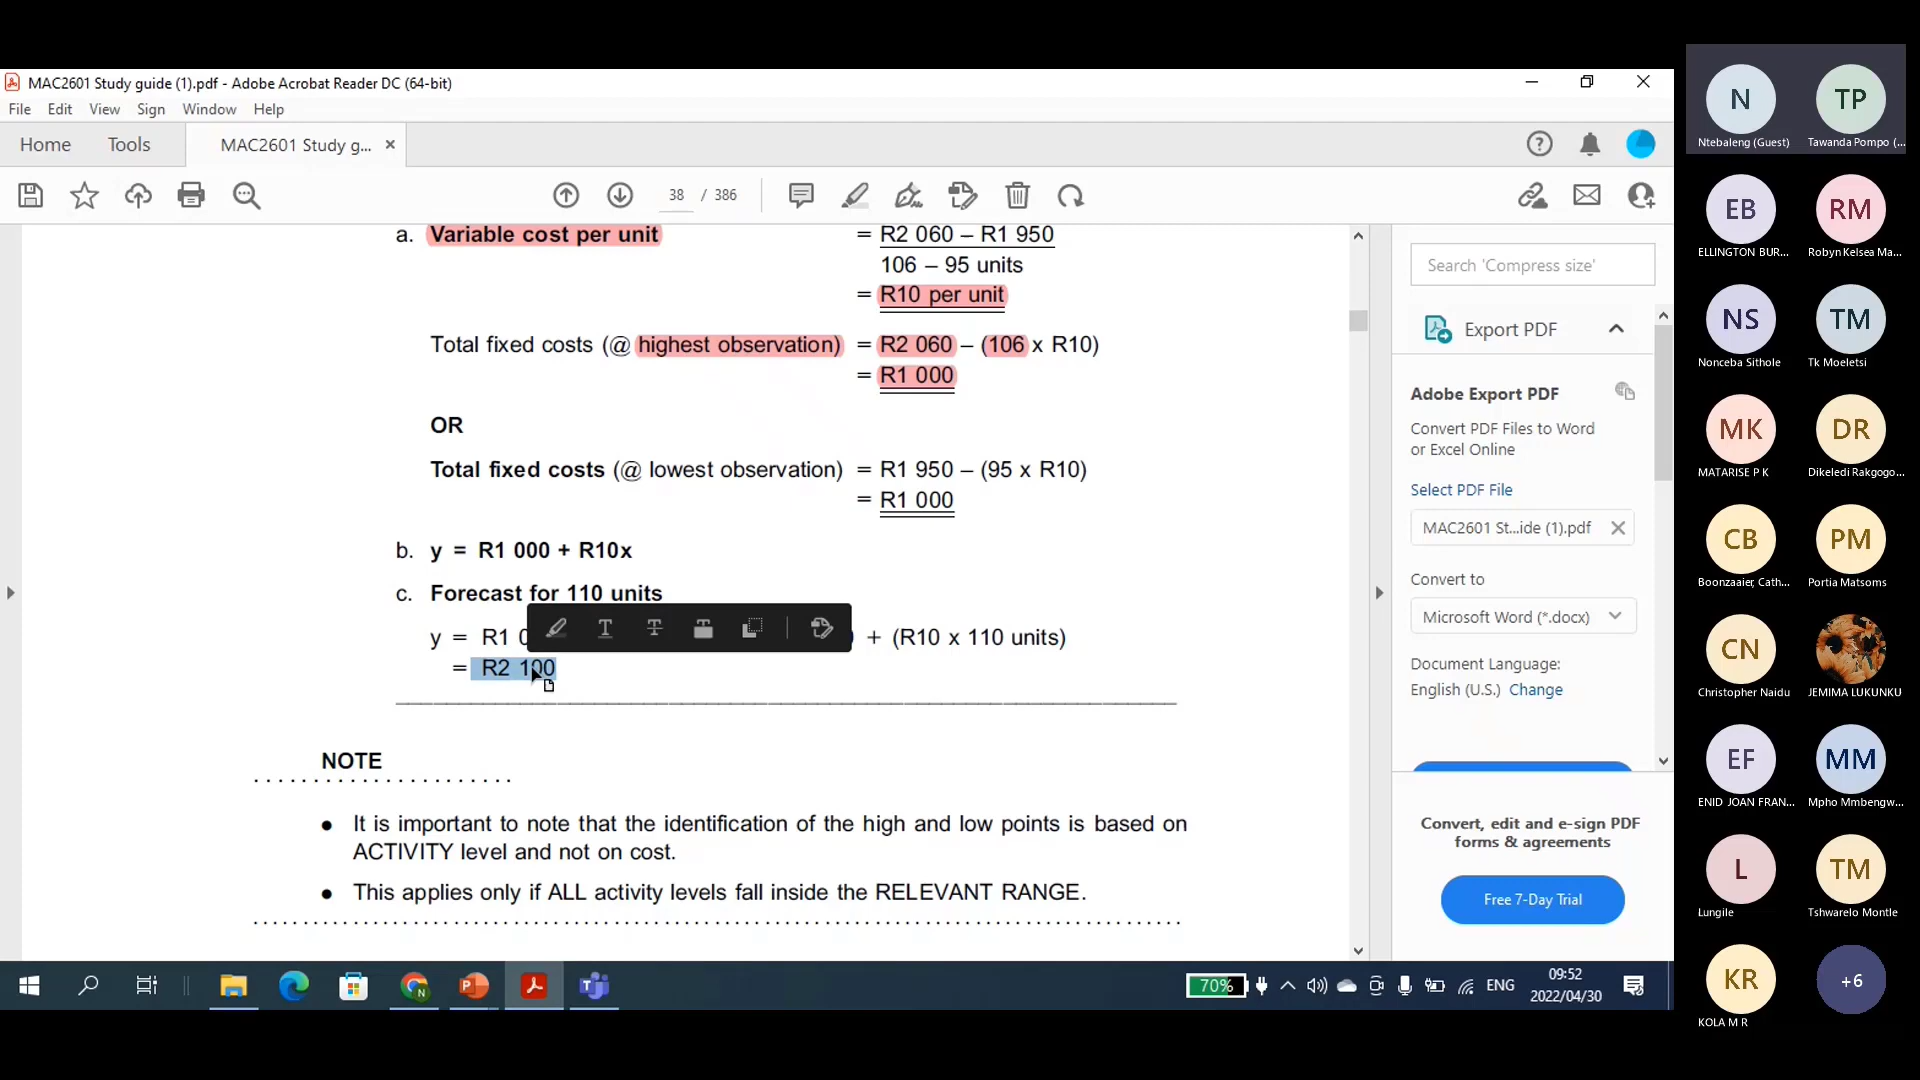 MAC2601 Study guide (1).pdf - Adobe Acrobat Reader DC (64-bit)
File Edit View Sign Window Help
Home Tools MAC2601 Study g... ×
38 / 386
a. Variable cost per unit = R2 060 – R1 950
106 – 95 units
= R10 per unit
Total fixed costs (@ highest observation) = R2 060 – (106 x R10)
= R1 000
OR
Total fixed costs (@ lowest observation) = R1 950 – (95 x R10)
= R1 000
b. y = R1 000 + R10x
c. Forecast for 110 units
y = R1 0 + (R10 x 110 units)
= R2 100
NOTE
• It is important to note that the identification of the high and low points is based on
ACTIVITY level and not on cost.
• This applies only if ALL activity levels fall inside the RELEVANT RANGE.
Search 'Compress size'
Export PDF
Adobe Export PDF
Convert PDF Files to Word
or Excel Online
Select PDF File
MAC2601 St...ide (1).pdf
Convert to
Microsoft Word (*.docx)
Document Language:
English (U.S.) Change
Convert, edit and e-sign PDF
forms & agreements
Free 7-Day Trial
70%
ENG
09:52
2022/04/30
N TP
Ntebaleng (Guest) Tawanda Pompo (...
EB RM
ELLINGTON BUR... Robyn Kelsea Ma...
NS TM
Nonceba Sithole Tk Moeletsi
MK DR
MATARISE P K Dikeledi Rakgogo...
CB PM
Boonzaaier, Cath... Portia Matsoms
CN
Christopher Naidu JEMIMA LUKUNKU
EF MM
ENID JOAN FRAN... Mpho Mmbengw...
L TM
Lungile Tshwarelo Montle
KR +6
KOLA M R